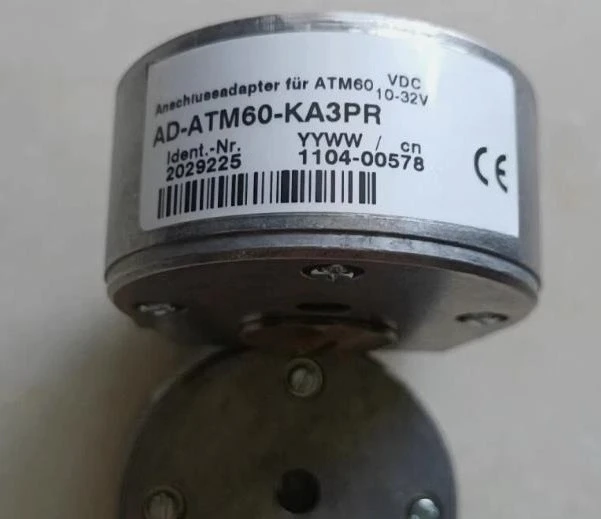 Anschlussadapter für ATM60 VDC
10-32V
AD-ATM60-KA3PR
Ident.-Nr. YYWW / cn
2029225 1104-00578
CE